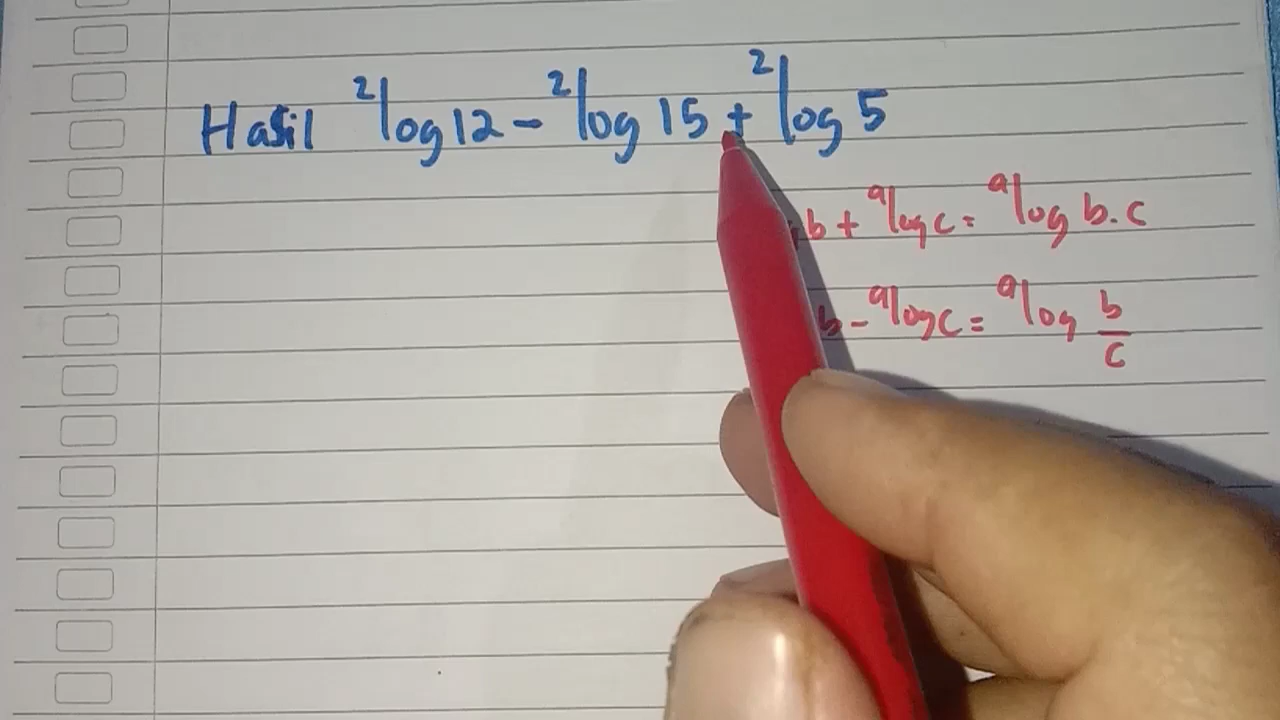 Hasil ²log 12 - ²log 15 + ²log 5
b + ᵃlog c = ᵃlog b.c
b - ᵃlog c = ᵃlog b/c